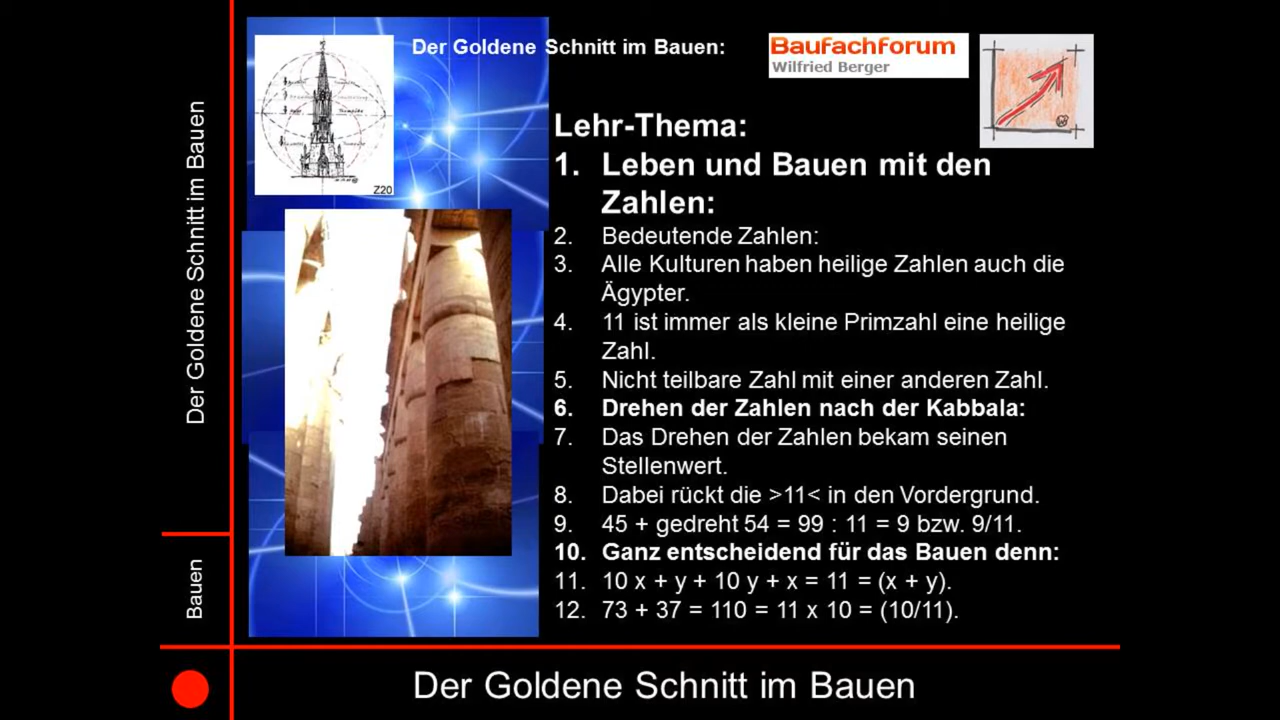 Der Goldene Schnitt im Bauen:
Baufachforum
Wilfried Berger
Z20
Lehr-Thema:
1. Leben und Bauen mit den
Zahlen:
2. Bedeutende Zahlen:
3. Alle Kulturen haben heilige Zahlen auch die
Ägypter.
4. 11 ist immer als kleine Primzahl eine heilige
Zahl.
5. Nicht teilbare Zahl mit einer anderen Zahl.
6. Drehen der Zahlen nach der Kabbala:
7. Das Drehen der Zahlen bekam seinen
Stellenwert.
8. Dabei rückt die >11< in den Vordergrund.
9. 45 + gedreht 54 = 99 : 11 = 9 bzw. 9/11.
10. Ganz entscheidend für das Bauen denn:
11. 10 x + y + 10 y + x = 11 = (x + y).
12. 73 + 37 = 110 = 11 x 10 = (10/11).
Der Goldene Schnitt im Bauen
Bauen
Der Goldene Schnitt im Bauen